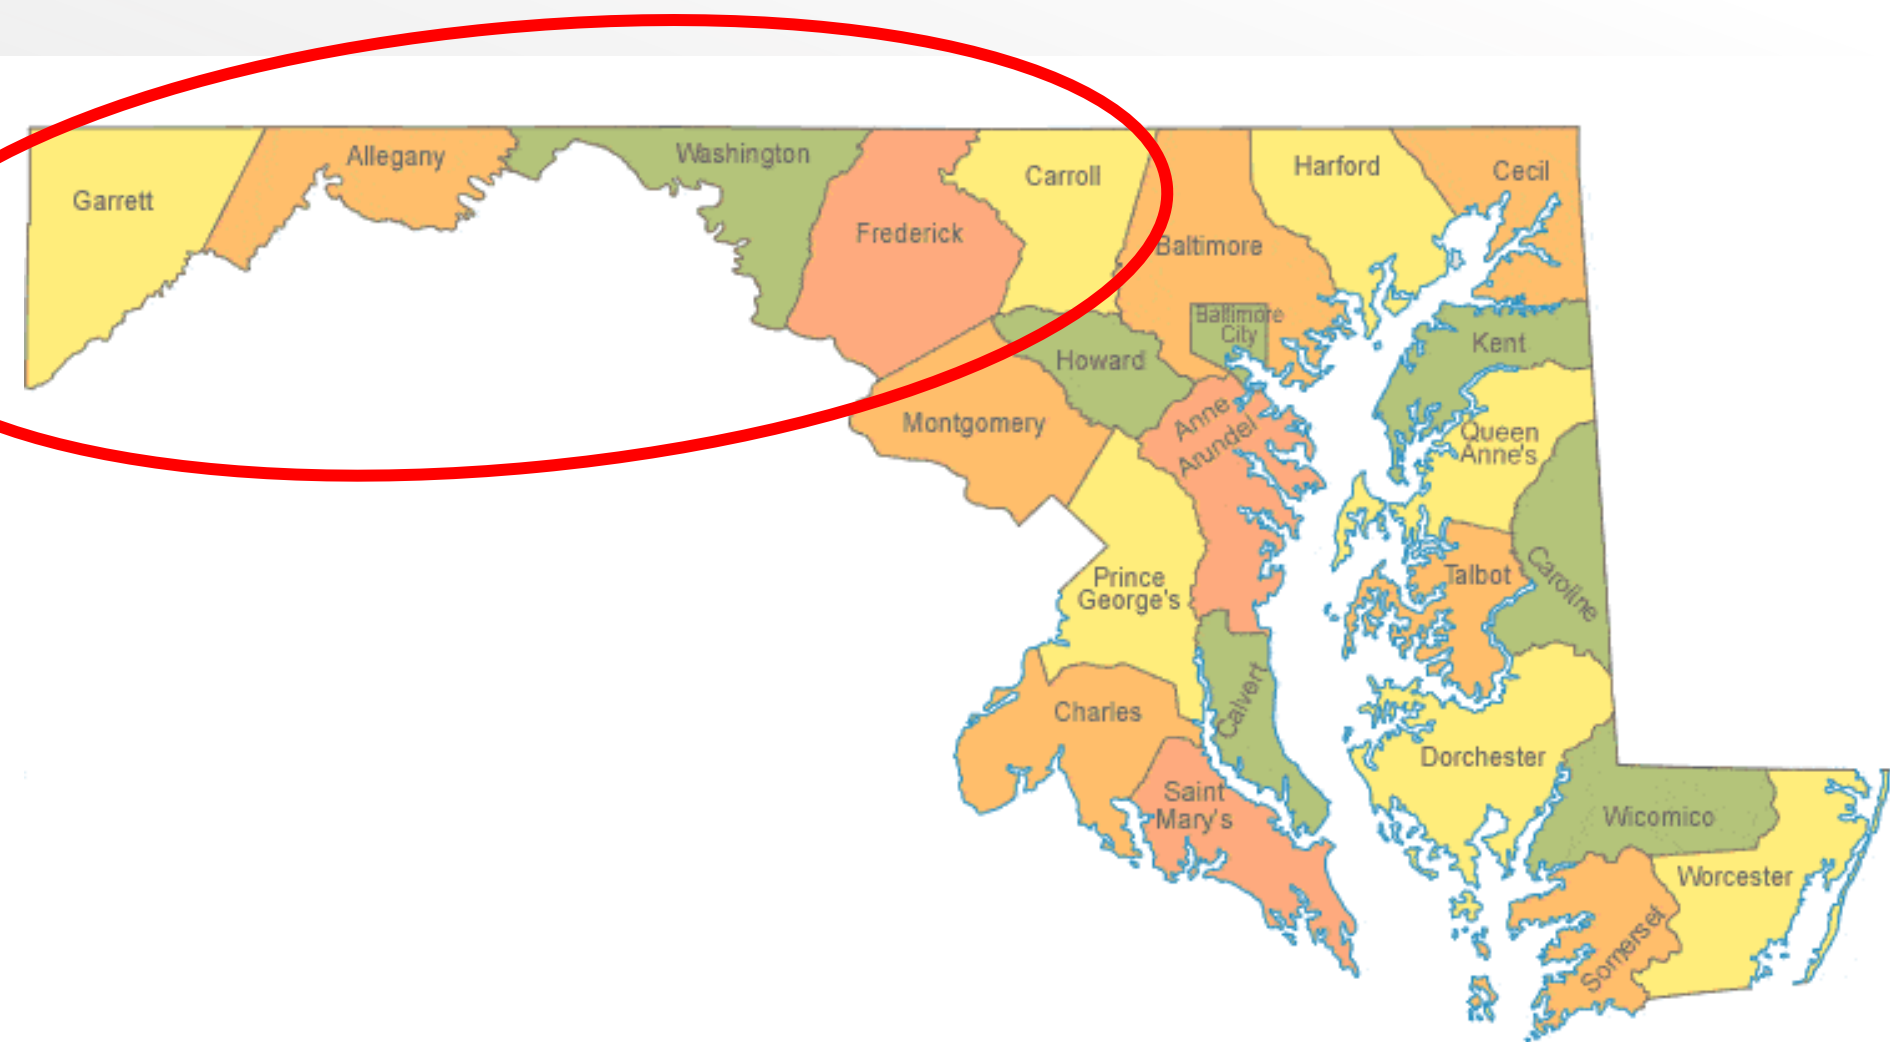 Garrett
Allegany
Washington
Frederick
Carroll
Baltimore
Harford
Cecil
Baltimore
City
Howard
Montgomery
Anne
Arundel
Kent
Queen
Anne's
Prince
George's
Talbot
Caroline
Charles
Calvert
Saint
Mary's
Dorchester
Wicomico
Worcester
Somerset